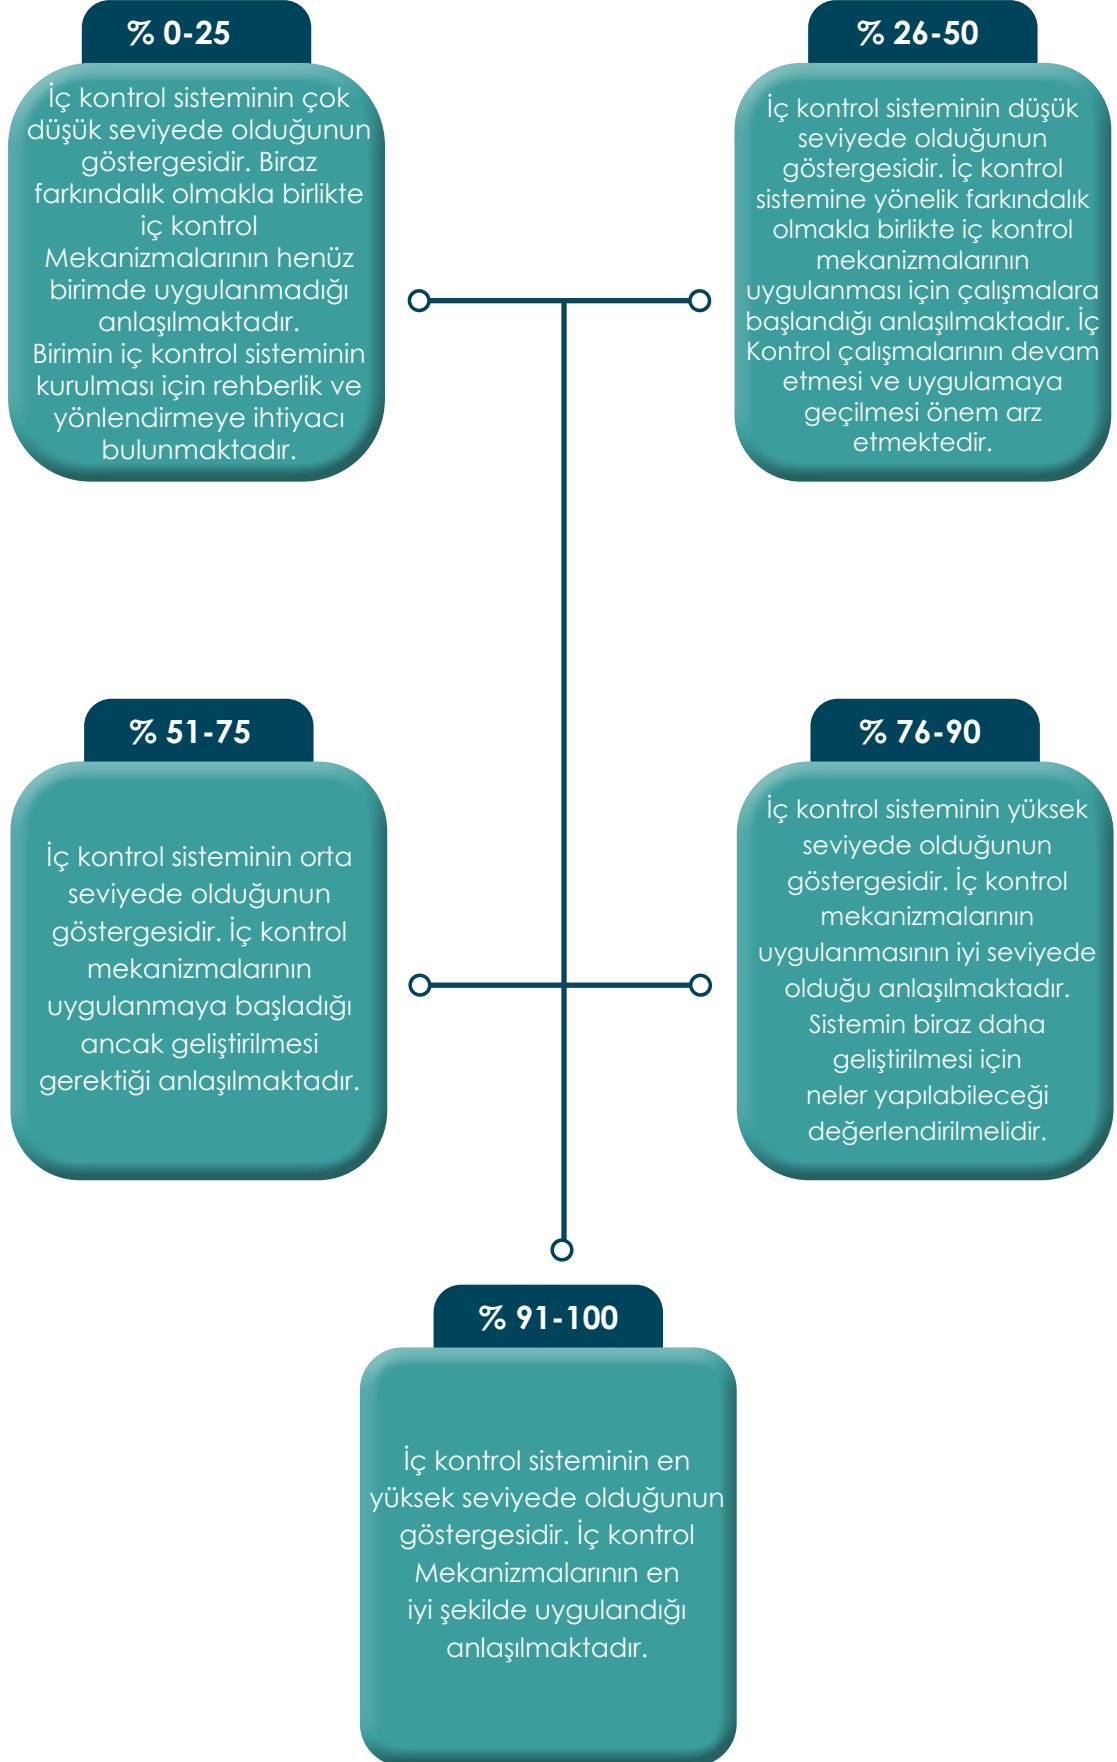 % 0-25
İç kontrol sisteminin çok
düşük seviyede olduğunun
göstergesidir. Biraz
farkındalık olmakla birlikte
iç kontrol
Mekanizmalarının henüz
birimde uygulanmadığı
anlaşılmaktadır.
Birimin iç kontrol sisteminin
kurulması için rehberlik ve
yönlendirmeye ihtiyacı
bulunmaktadır.
% 26-50
İç kontrol sisteminin düşük
seviyede olduğunun
göstergesidir. İç kontrol
sistemine yönelik farkındalık
olmakla birlikte iç kontrol
mekanizmalarının
uygulanması için çalışmalara
başlandığı anlaşılmaktadır. İç
Kontrol çalışmalarının devam
etmesi ve uygulamaya
geçilmesi önem arz
etmektedir.
% 51-75
İç kontrol sisteminin orta
seviyede olduğunun
göstergesidir. İç kontrol
mekanizmalarının
uygulanmaya başladığı
ancak geliştirilmesi
gerektiği anlaşılmaktadır.
% 76-90
İç kontrol sisteminin yüksek
seviyede olduğunun
göstergesidir. İç kontrol
mekanizmalarının
uygulanmasının iyi seviyede
olduğu anlaşılmaktadır.
Sistemin biraz daha
geliştirilmesi için
neler yapılabileceği
değerlendirilmelidir.
% 91-100
İç kontrol sisteminin en
yüksek seviyede olduğunun
göstergesidir. İç kontrol
Mekanizmalarının en
iyi şekilde uygulandığı
anlaşılmaktadır.